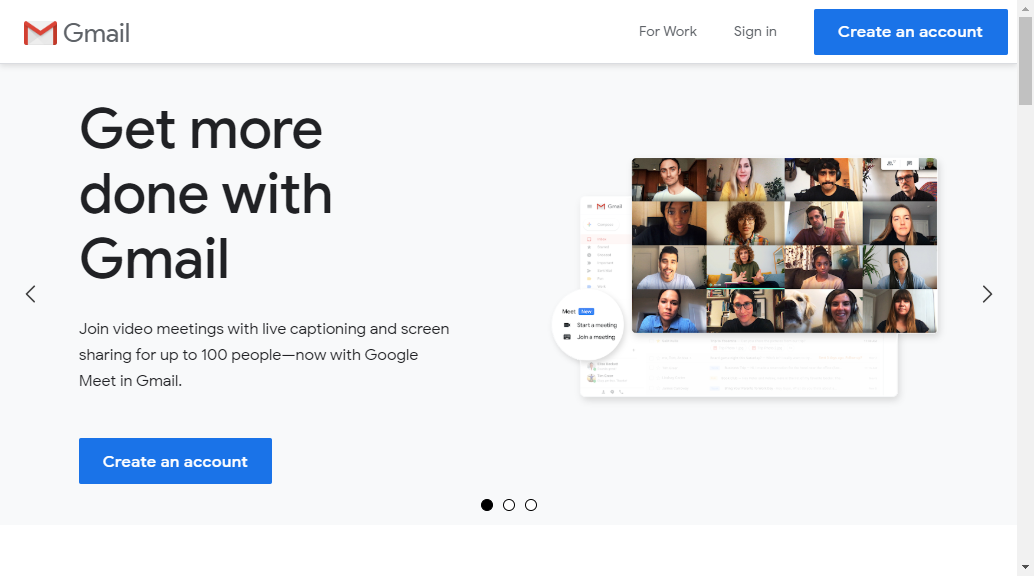 Gmail
For Work
Sign in
Create an account
Get more
done with
Gmail
Join video meetings with live captioning and screen
sharing for up to 100 people—now with Google
Meet in Gmail.
Create an account
Gmail
Meet New
Start a meeting
Join a meeting